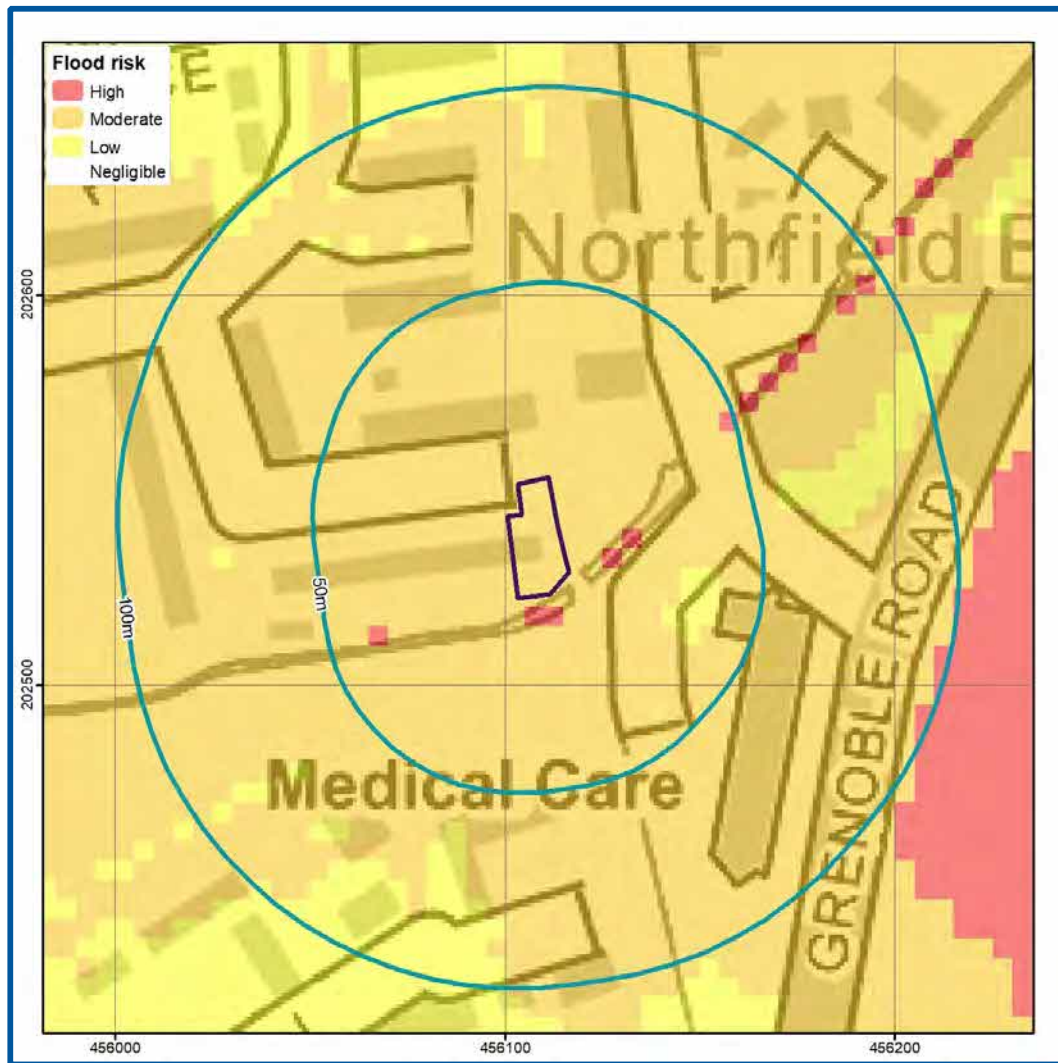 Flood risk
High
Moderate
Low
Negligible
Northfield
202600
202500
100m
50m
GRENOBLE ROAD
Medical Care
456000
456100
456200